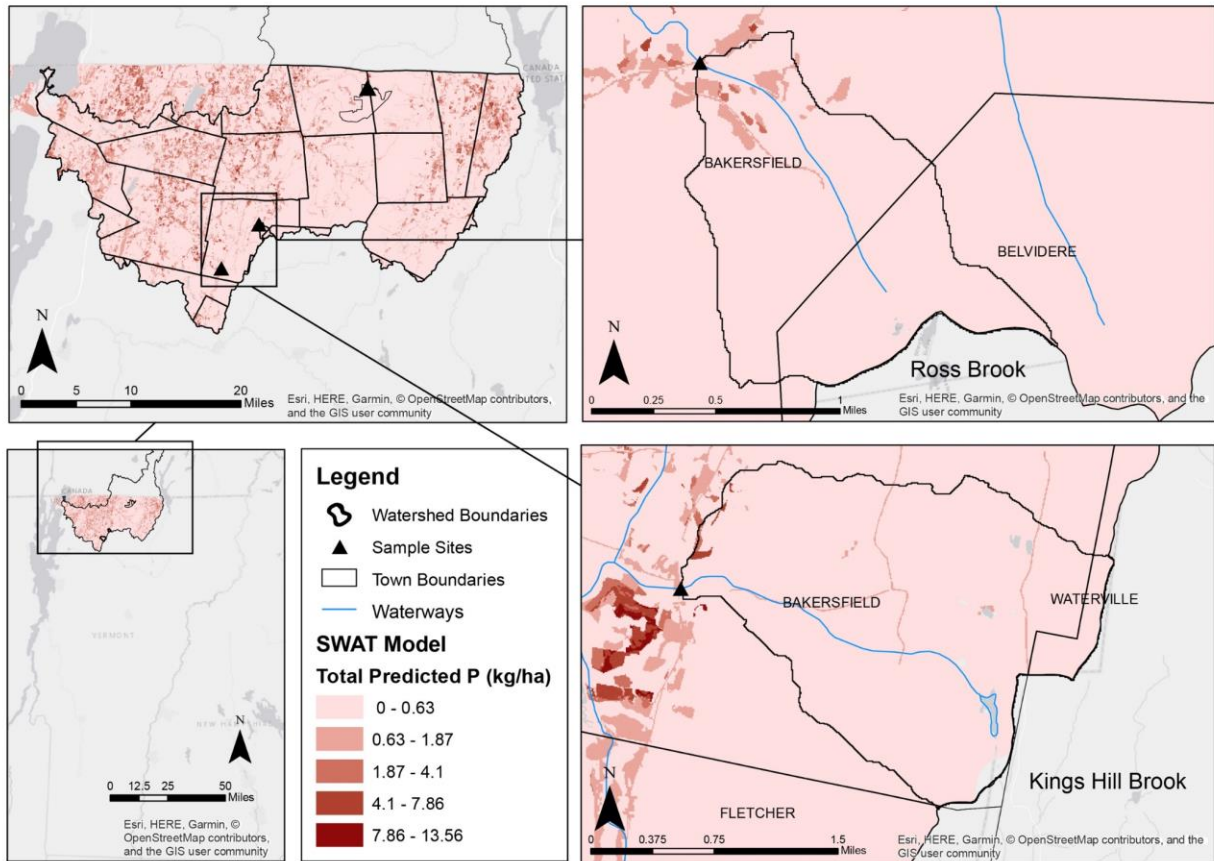 CANADA
UNITED STATES
N
0 5 10 20
Miles
Esri, HERE, Garmin, © OpenStreetMap contributors,
and the GIS user community
BAKERSFIELD
BELVIDERE
N
Ross Brook
0 0.25 0.5 1
Miles
Esri, HERE, Garmin, © OpenStreetMap contributors, and the
GIS user community
CANADA
VERMONT
NEW HAMPSHIRE
N
0 12.5 25 50
Miles
Esri, HERE, Garmin, ©
OpenStreetMap contributors,
and the GIS user community
Legend
Watershed Boundaries
Sample Sites
Town Boundaries
Waterways
SWAT Model
Total Predicted P (kg/ha)
0 - 0.63
0.63 - 1.87
1.87 - 4.1
4.1 - 7.86
7.86 - 13.56
BAKERSFIELD
WATERVILLE
N
Kings Hill Brook
FLETCHER
0 0.375 0.75 1.5
Miles
Esri, HERE, Garmin, © OpenStreetMap contributors, and the
GIS user community